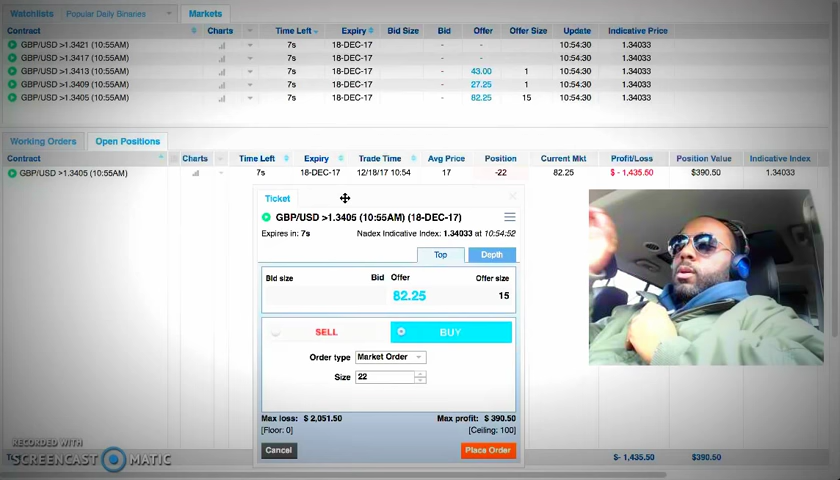 Watchlists Popular Daily Binaries Markets
Contract Charts Time Left Expiry Bid Size Bid Offer Offer Size Update Indicative Price
GBP/USD >1.3421 (10:55AM) 7s 18-DEC-17 - - 10:54:30 1.34033
GBP/USD >1.3417 (10:55AM) 7s 18-DEC-17 - - 10:54:30 1.34033
GBP/USD >1.3413 (10:55AM) 7s 18-DEC-17 - 43.00 1 10:54:30 1.34033
GBP/USD >1.3409 (10:55AM) 7s 18-DEC-17 - 27.25 1 10:54:30 1.34033
GBP/USD >1.3405 (10:55AM) 7s 18-DEC-17 - 82.25 15 10:54:30 1.34033
Working Orders Open Positions
Contract Charts Time Left Expiry Trade Time Avg Price Position Current Mkt Profit/Loss Position Value Indicative Index
GBP/USD >1.3405 (10:55AM) 7s 18-DEC-17 12/18/17 10:54 17 -22 82.25 $ - 1,435.50 $390.50 1.34033
Ticket
GBP/USD >1.3405 (10:55AM) (18-DEC-17)
Expires in: 7s Nadex Indicative Index: 1.34033 at 10:54:52
Top Depth
Bid size Bid Offer Offer size
82.25 15
SELL BUY
Order type Market Order
Size 22
Max loss: $ 2,051.50 Max profit: $ 390.50
[Floor: 0] [Ceiling: 100]
Cancel Place Order
RECORDED WITH
SCREENCAST MATIC
$- 1,435.50 $390.50